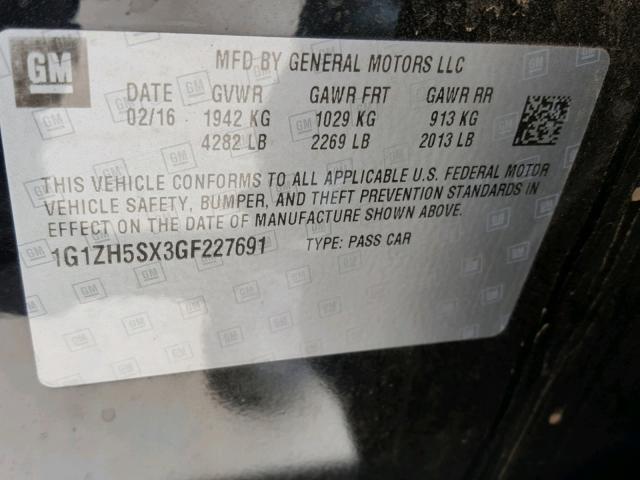 GM
MFD BY GENERAL MOTORS LLC
DATE GVWR GAWR FRT GAWR RR
02/16 1942 KG 1029 KG 913 KG
4282 LB 2269 LB 2013 LB
THIS VEHICLE CONFORMS TO ALL APPLICABLE U.S. FEDERAL MOTOR
VEHICLE SAFETY, BUMPER, AND THEFT PREVENTION STANDARDS IN
EFFECT ON THE DATE OF MANUFACTURE SHOWN ABOVE.
1G1ZH5SX3GF227691 TYPE: PASS CAR